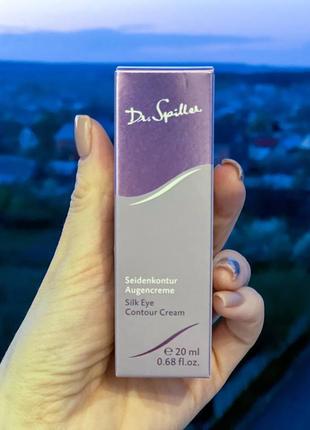 Dr. Spiller
Seidenkontur
Augencreme
Silk Eye
Contour Cream
℮ 20 ml
0.68 fl.oz.